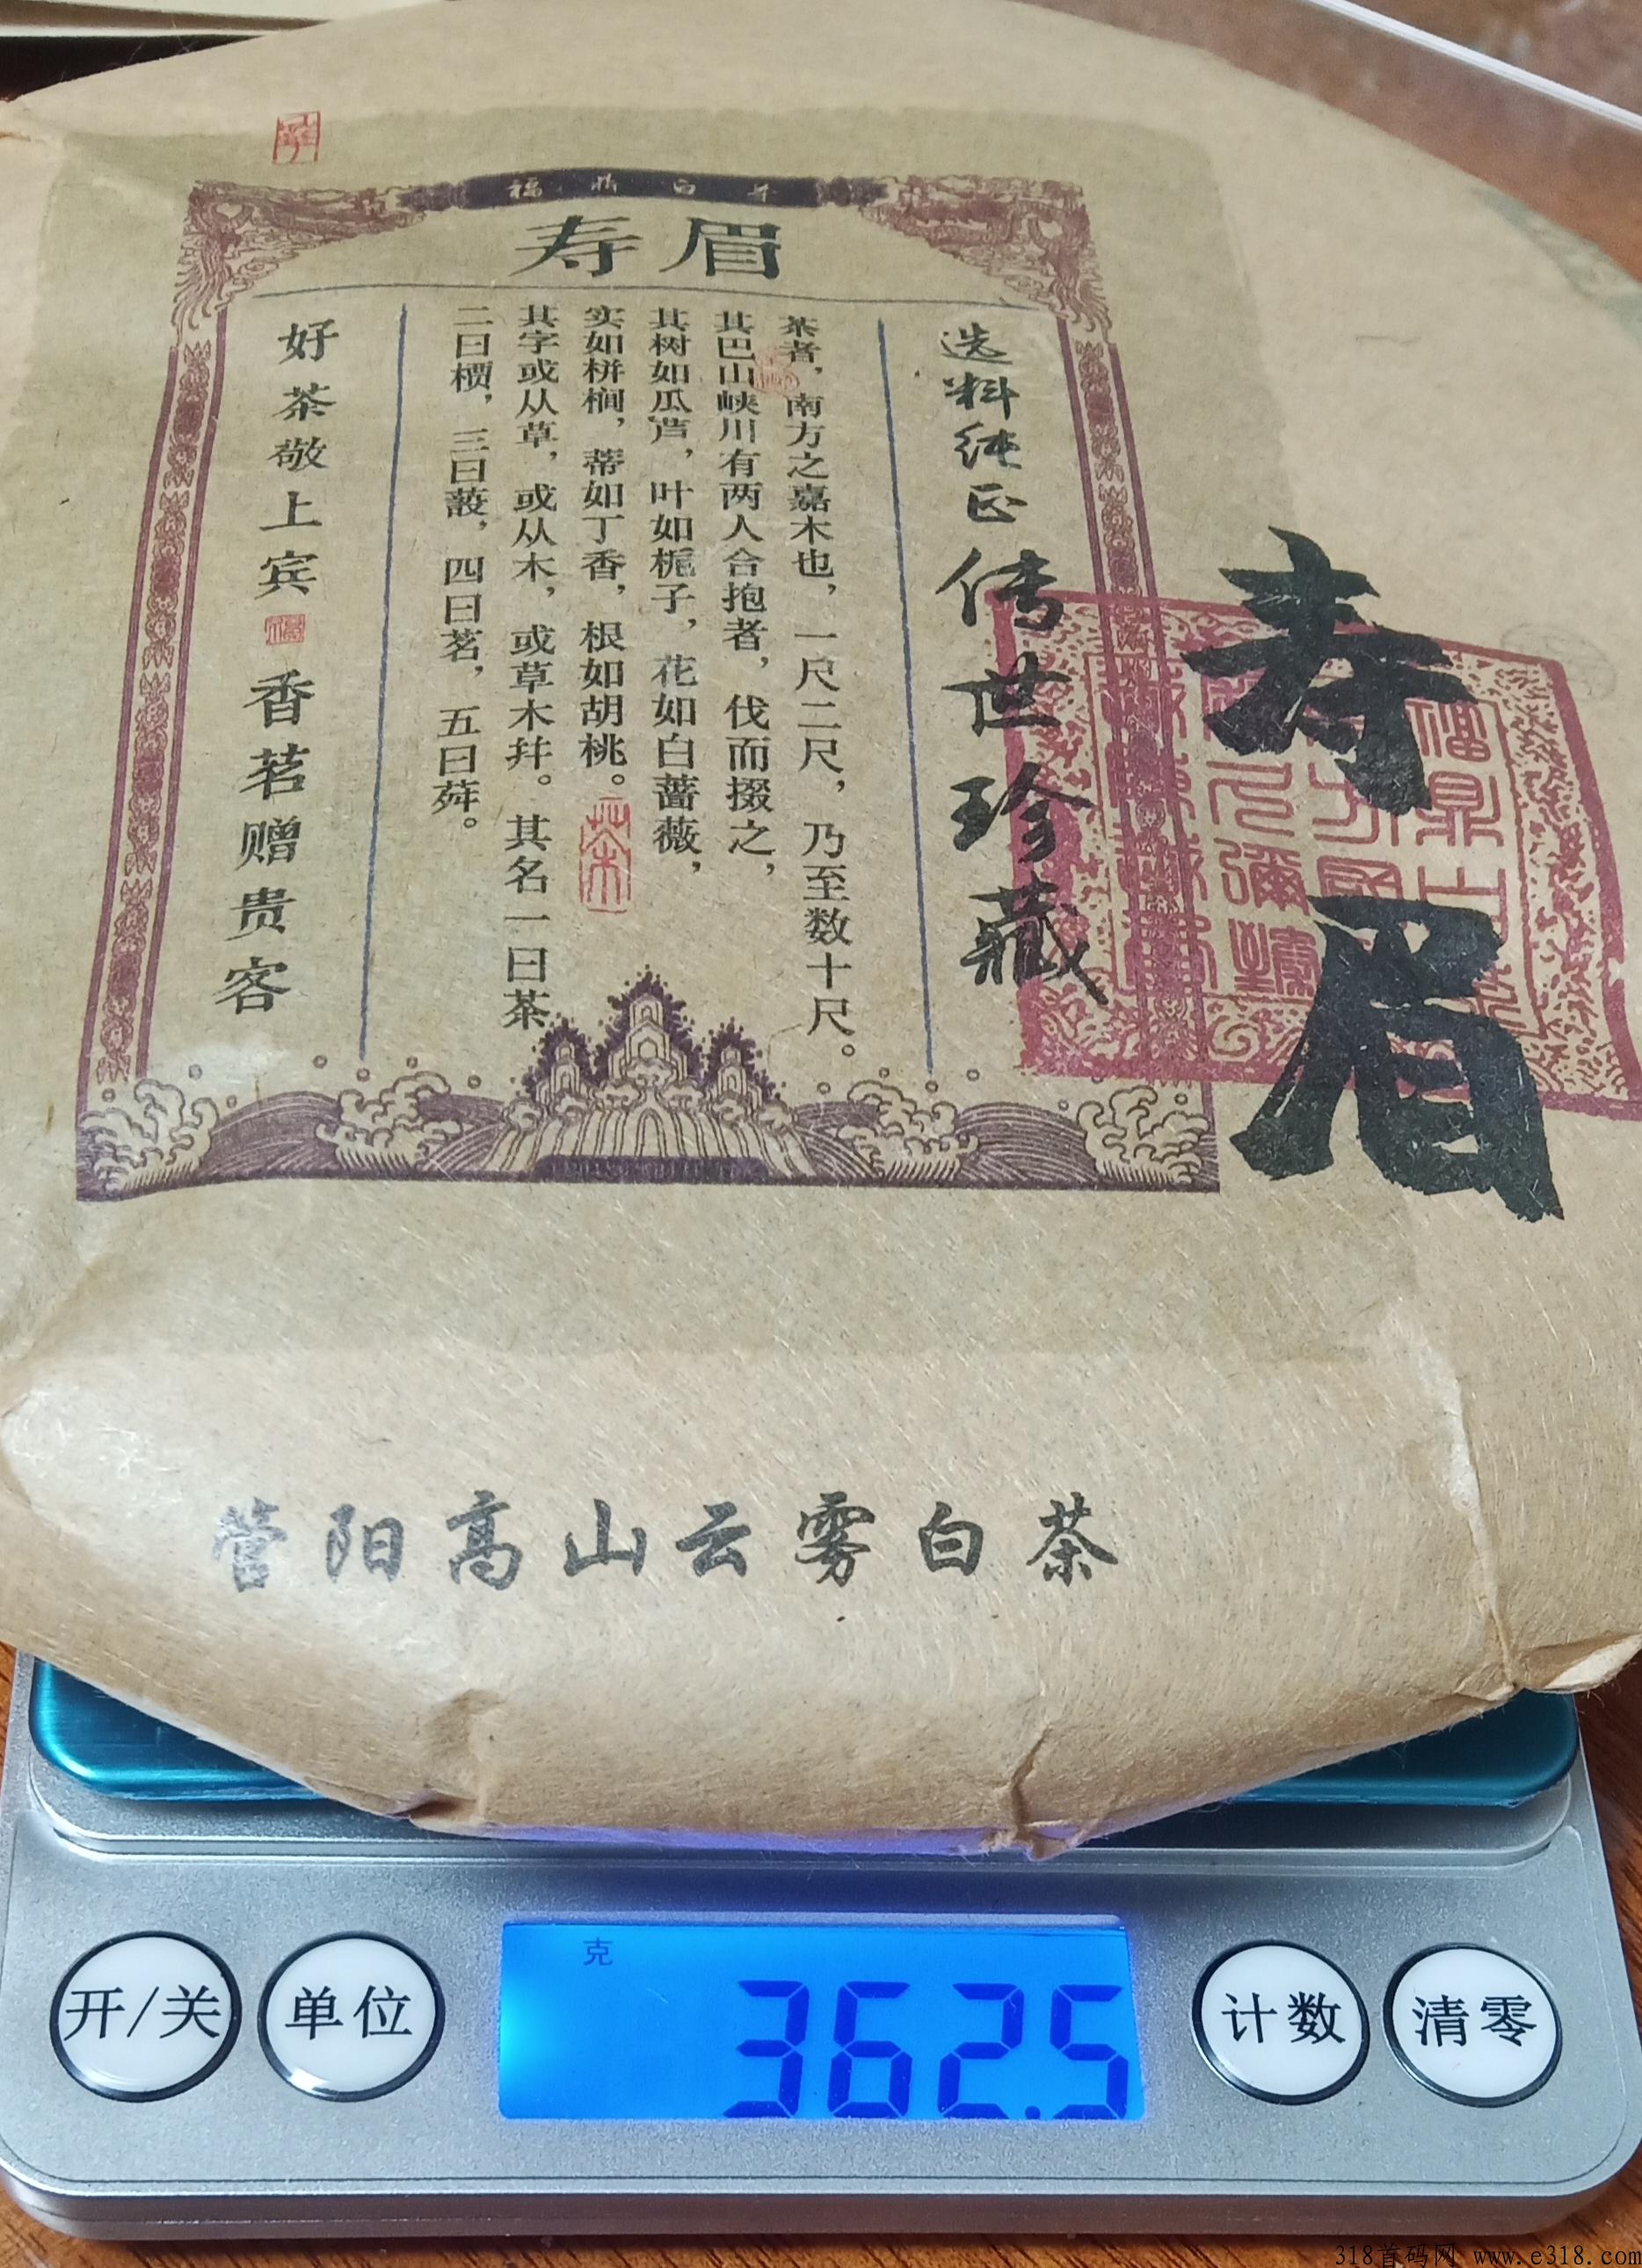 福鼎白茶
寿眉
选料纯正传世珍藏
茶者，南方之嘉木也，一尺二尺，乃至数十尺。
其巴山峡川有两人合抱者，伐而掇之，
其树如瓜芦，叶如栀子，花如白蔷薇，
实如栟榈，蒂如丁香，根如胡桃。
其字或从草，或从木，或草木并。其名一曰茶
二曰槚，三曰蔎，四曰茗，五曰荈。
茶
好茶敬上宾
福
香茗赠贵客
寿眉
管阳高山云雾白茶
克
362.5
开/关
单位
计数
清零
318首码网 www.e318.com